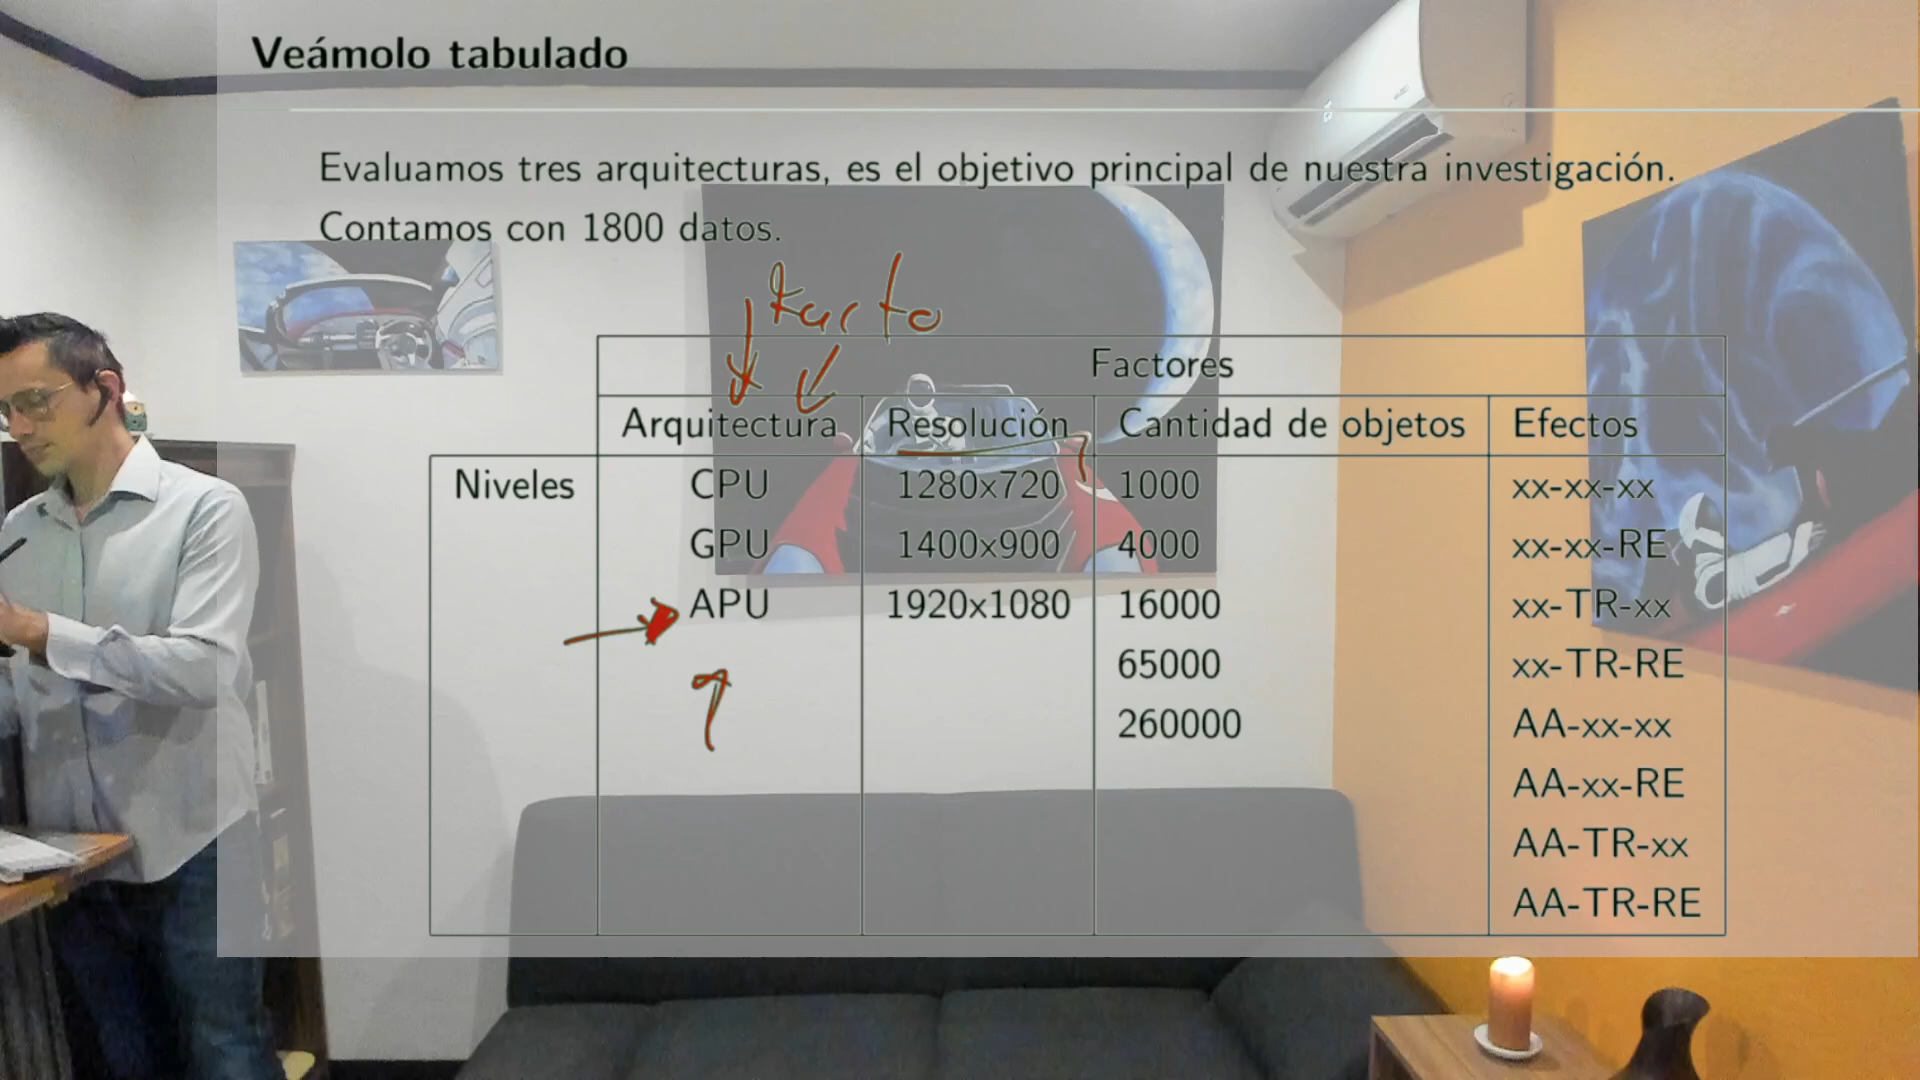 Veámolo tabulado
Evaluamos tres arquitecturas, es el objetivo principal de nuestra investigación.
Contamos con 1800 datos.
Factores
Arquitectura Resolución Cantidad de objetos Efectos
Niveles CPU 1280x720 1000 xx-xx-xx
GPU 1400x900 4000 xx-xx-RE
APU 1920x1080 16000 xx-TR-xx
65000 xx-TR-RE
260000 AA-xx-xx
AA-xx-RE
AA-TR-xx
AA-TR-RE